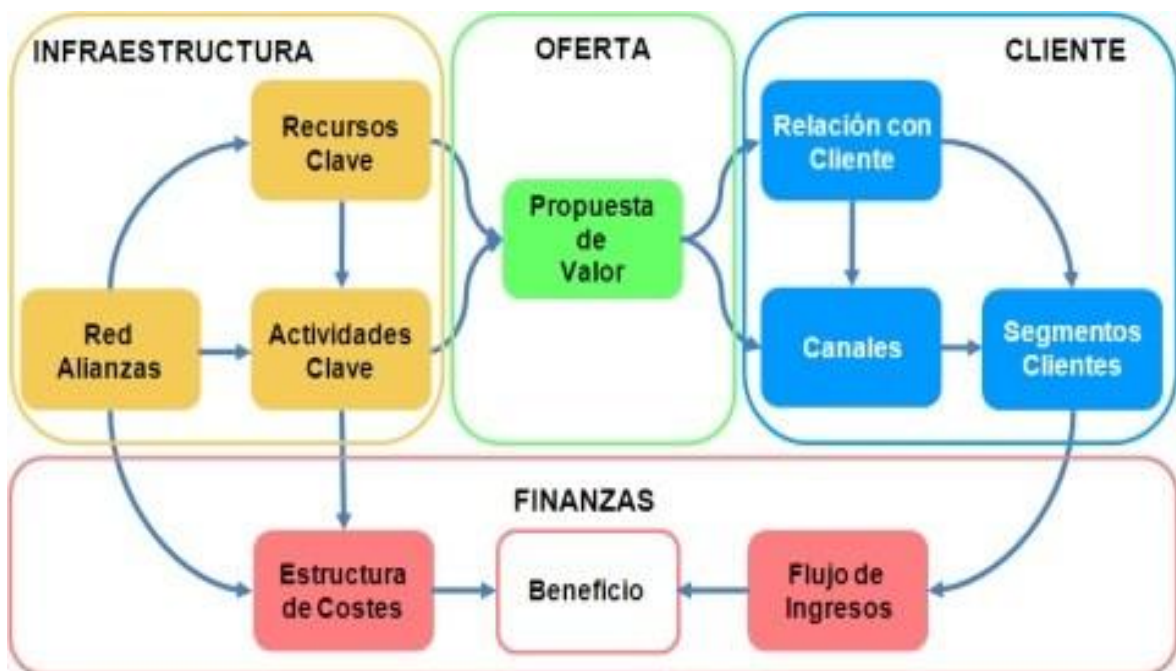 INFRAESTRUCTURA
OFERTA
CLIENTE
Recursos
Clave
Relación con
Cliente
Propuesta
de
Valor
Red
Alianzas
Actividades
Clave
Canales
Segmentos
Clientes
FINANZAS
Estructura
de Costes
Beneficio
Flujo de
Ingresos